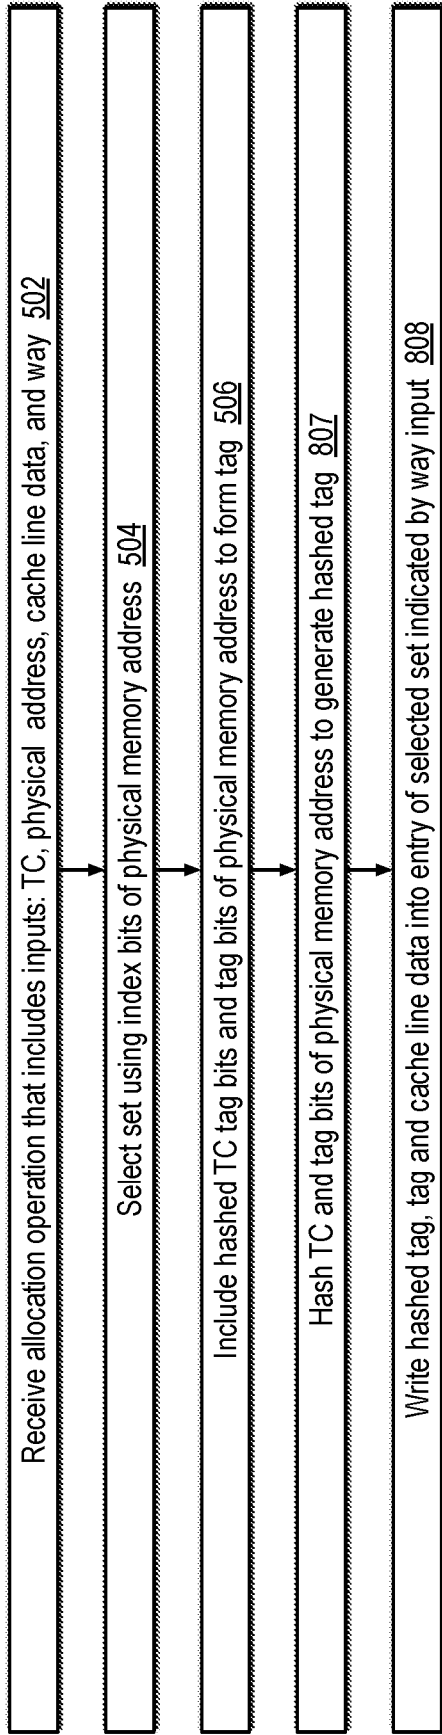 Receive allocation operation that includes inputs: TC, physical address, cache line data, and way 502
Select set using index bits of physical memory address 504
Include hashed TC tag bits and tag bits of physical memory address to form tag 506
Hash TC and tag bits of physical memory address to generate hashed tag 807
Write hashed tag, tag and cache line data into entry of selected set indicated by way input 808